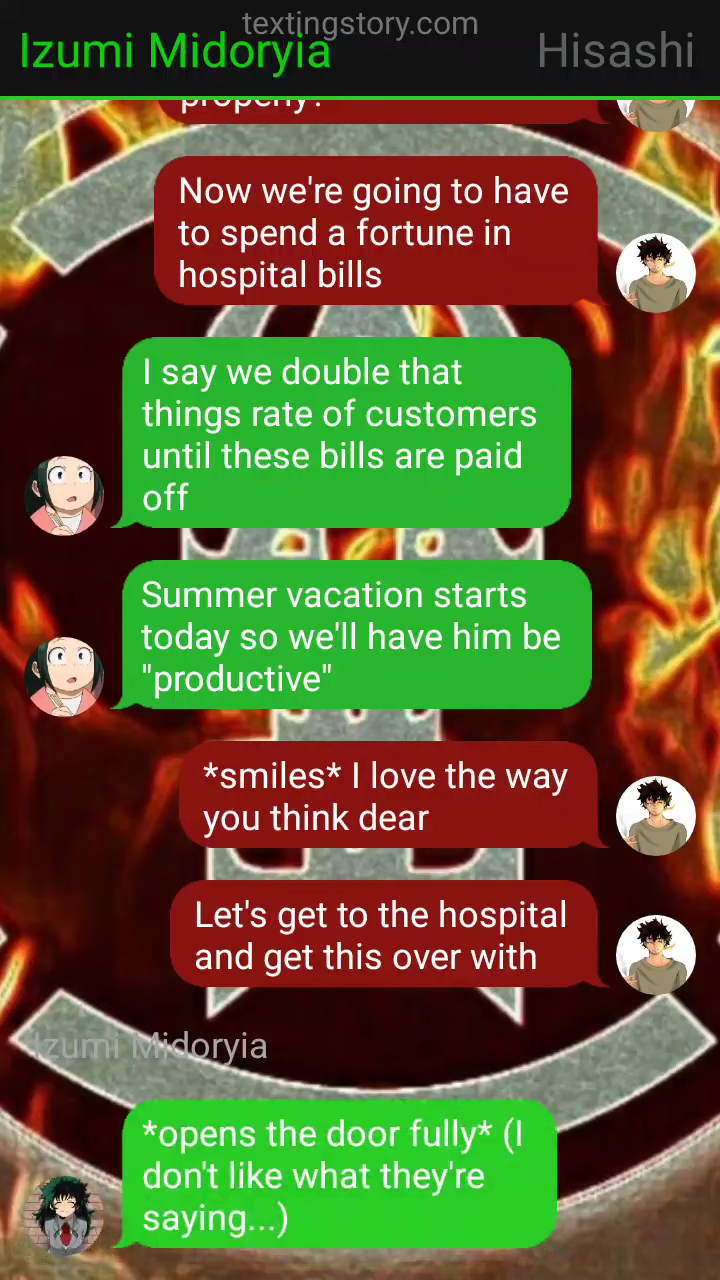 textingstory.com
Izumi Midoryia
Hisashi
properly?
Now we're going to have
to spend a fortune in
hospital bills
I say we double that
things rate of customers
until these bills are paid
off
Summer vacation starts
today so we'll have him be
"productive"
*smiles* I love the way
you think dear
Let's get to the hospital
and get this over with
Izumi Midoryia
*opens the door fully* (I
don't like what they're
saying...)